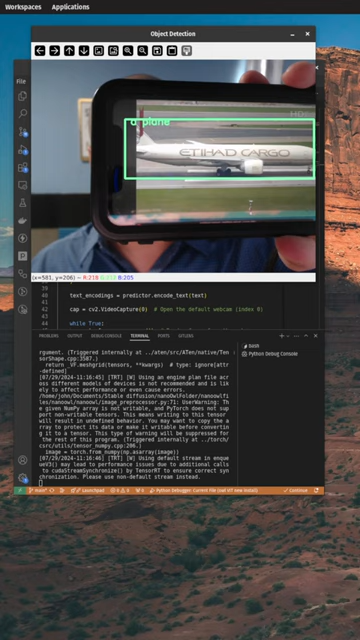 Workspaces Applications
Object Detection
File
HD
a plane
ETIHAD CARGO
(x=581, y=206) ~ R:218 G:213 B:205
39
40 text_encodings = predictor.encode_text(text)
41
42 cap = cv2.VideoCapture(0) # Open the default webcam (index 0)
43
44 while True:
PROBLEMS OUTPUT DEBUG CONSOLE TERMINAL PORTS
rgument. (Triggered internally at ../aten/src/ATen/native/Ten
sorShape.cpp:3587.)
return _VF.meshgrid(tensors, **kwargs) # type: ignore[attr
-defined]
[07/29/2024-11:16:45] [TRT] [W] Using an engine plan file acr
oss different models of devices is not recommended and is lik
ely to affect performance or even cause errors.
/home/john/Documents/Stable diffusion/nanoOwlFolder/nanoowlfi
les/nanowl/nanoowl/image_preprocessor.py:71: UserWarning: Th
e given NumPy array is not writable, and PyTorch does not sup
port non-writable tensors. This means writing to this tensor
will result in undefined behavior. You may want to copy the a
rray to protect its data or make it writable before convertin
g it to a tensor. This type of warning will be suppressed for
the rest of this program. (Triggered internally at ../torch/c
src/utils/tensor_numpy.cpp:206.)
image = torch.from_numpy(np.asarray(image))
[07/29/2024-11:16:46] [TRT] [W] Using default stream in enque
ueV3() may lead to performance issues due to additional calls
to cudaStreamSynchronize() by TensorRT to ensure correct syn
chronization. Please use non-default stream instead.
bash
Python Debug Console
main* Launchpad Python Debugger: Current File (owl vit new install) Continue